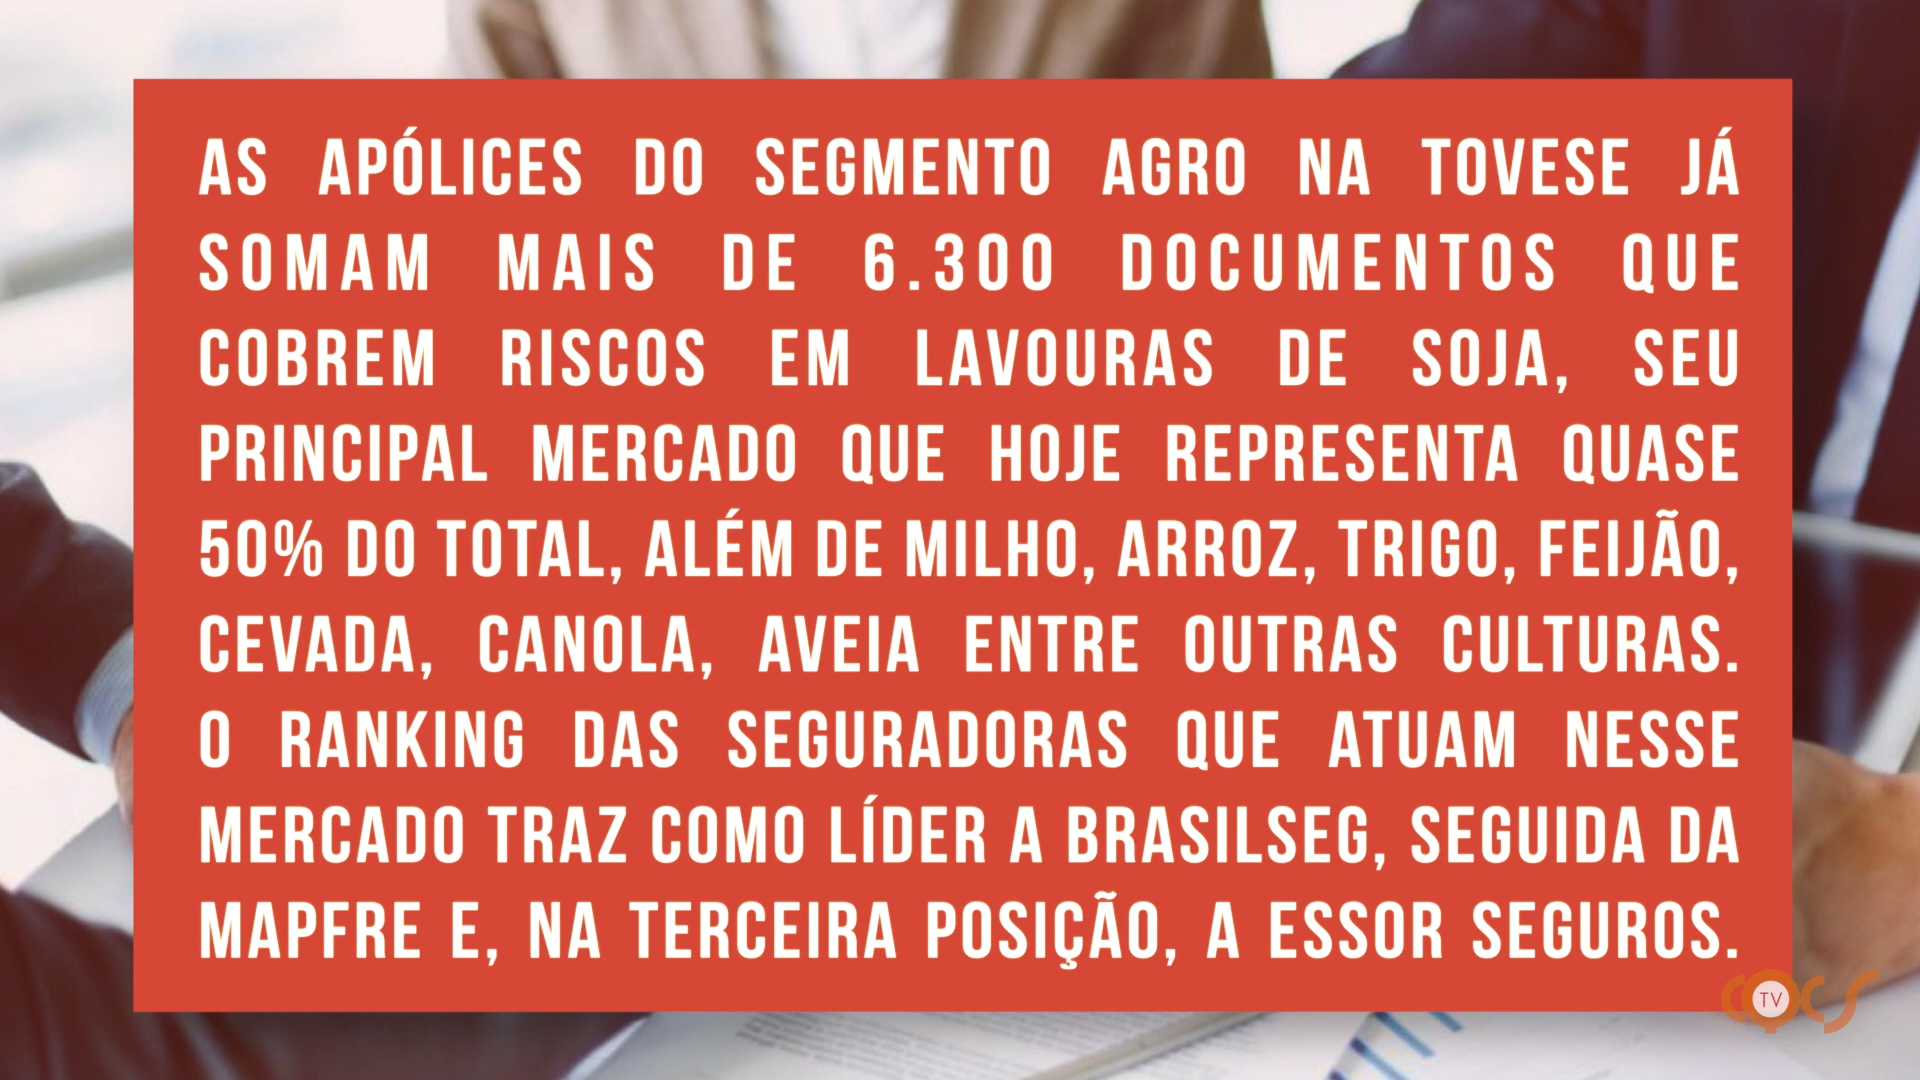 AS APÓLICES DO SEGMENTO AGRO NA TOVESE JÁ
SOMAM MAIS DE 6.300 DOCUMENTOS QUE
COBREM RISCOS EM LAVOURAS DE SOJA, SEU
PRINCIPAL MERCADO QUE HOJE REPRESENTA QUASE
50% DO TOTAL, ALÉM DE MILHO, ARROZ, TRIGO, FEIJÃO,
CEVADA, CANOLA, AVEIA ENTRE OUTRAS CULTURAS.
O RANKING DAS SEGURADORAS QUE ATUAM NESSE
MERCADO TRAZ COMO LÍDER A BRASILSEG, SEGUIDA DA
MAPFRE E, NA TERCEIRA POSIÇÃO, A ESSOR SEGUROS.
CQCS TV